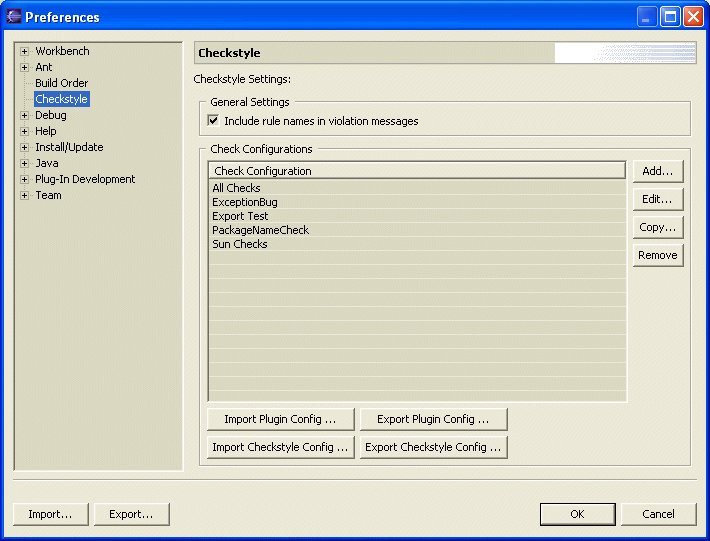 Preferences
Workbench
Ant
Build Order
Checkstyle
Debug
Help
Install/Update
Java
Plug-In Development
Team
Checkstyle
Checkstyle Settings:
General Settings
Include rule names in violation messages
Check Configurations
Check Configuration
All Checks
ExceptionBug
Export Test
PackageNameCheck
Sun Checks
Add...
Edit...
Copy...
Remove
Import Plugin Config ...
Export Plugin Config ...
Import Checkstyle Config ...
Export Checkstyle Config ...
Import...
Export...
OK
Cancel